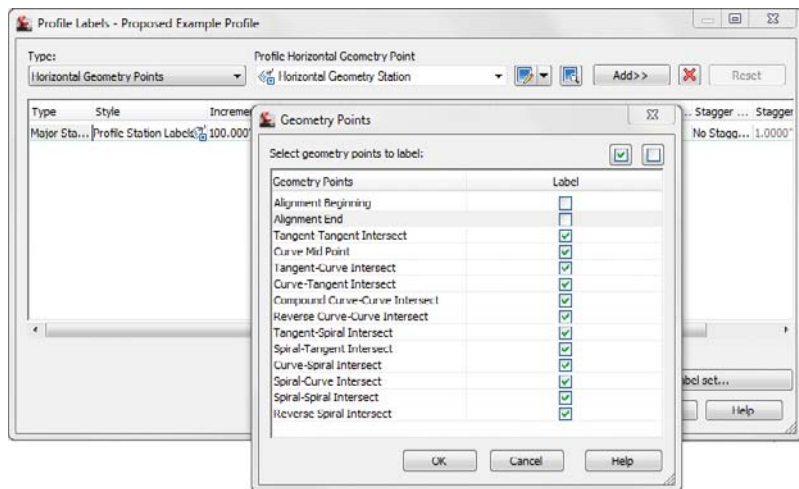 Profile Labels - Proposed Example Profile
Type:
Profile Horizontal Geometry Point
Horizontal Geometry Points
Horizontal Geometry Station
Add>>
Reset
Type Style Increment .. Stagger ... Stagger
Major Sta... Profile Station Labels 100.000' No Stagg... 1.0000"
Geometry Points
Select geometry points to label:
Geometry Points Label
Alignment Beginning
Alignment End
Tangent Tangent Intersect
Curve Mid Point
Tangent-Curve Intersect
Curve-Tangent Intersect
Compound Curve-Curve Intersect
Reverse Curve-Curve Intersect
Tangent-Spiral Intersect
Spiral-Tangent Intersect
Curve-Spiral Intersect
Spiral-Curve Intersect
Spiral-Spiral Intersect
Reverse Spiral Intersect
abel set...
Help
OK Cancel Help